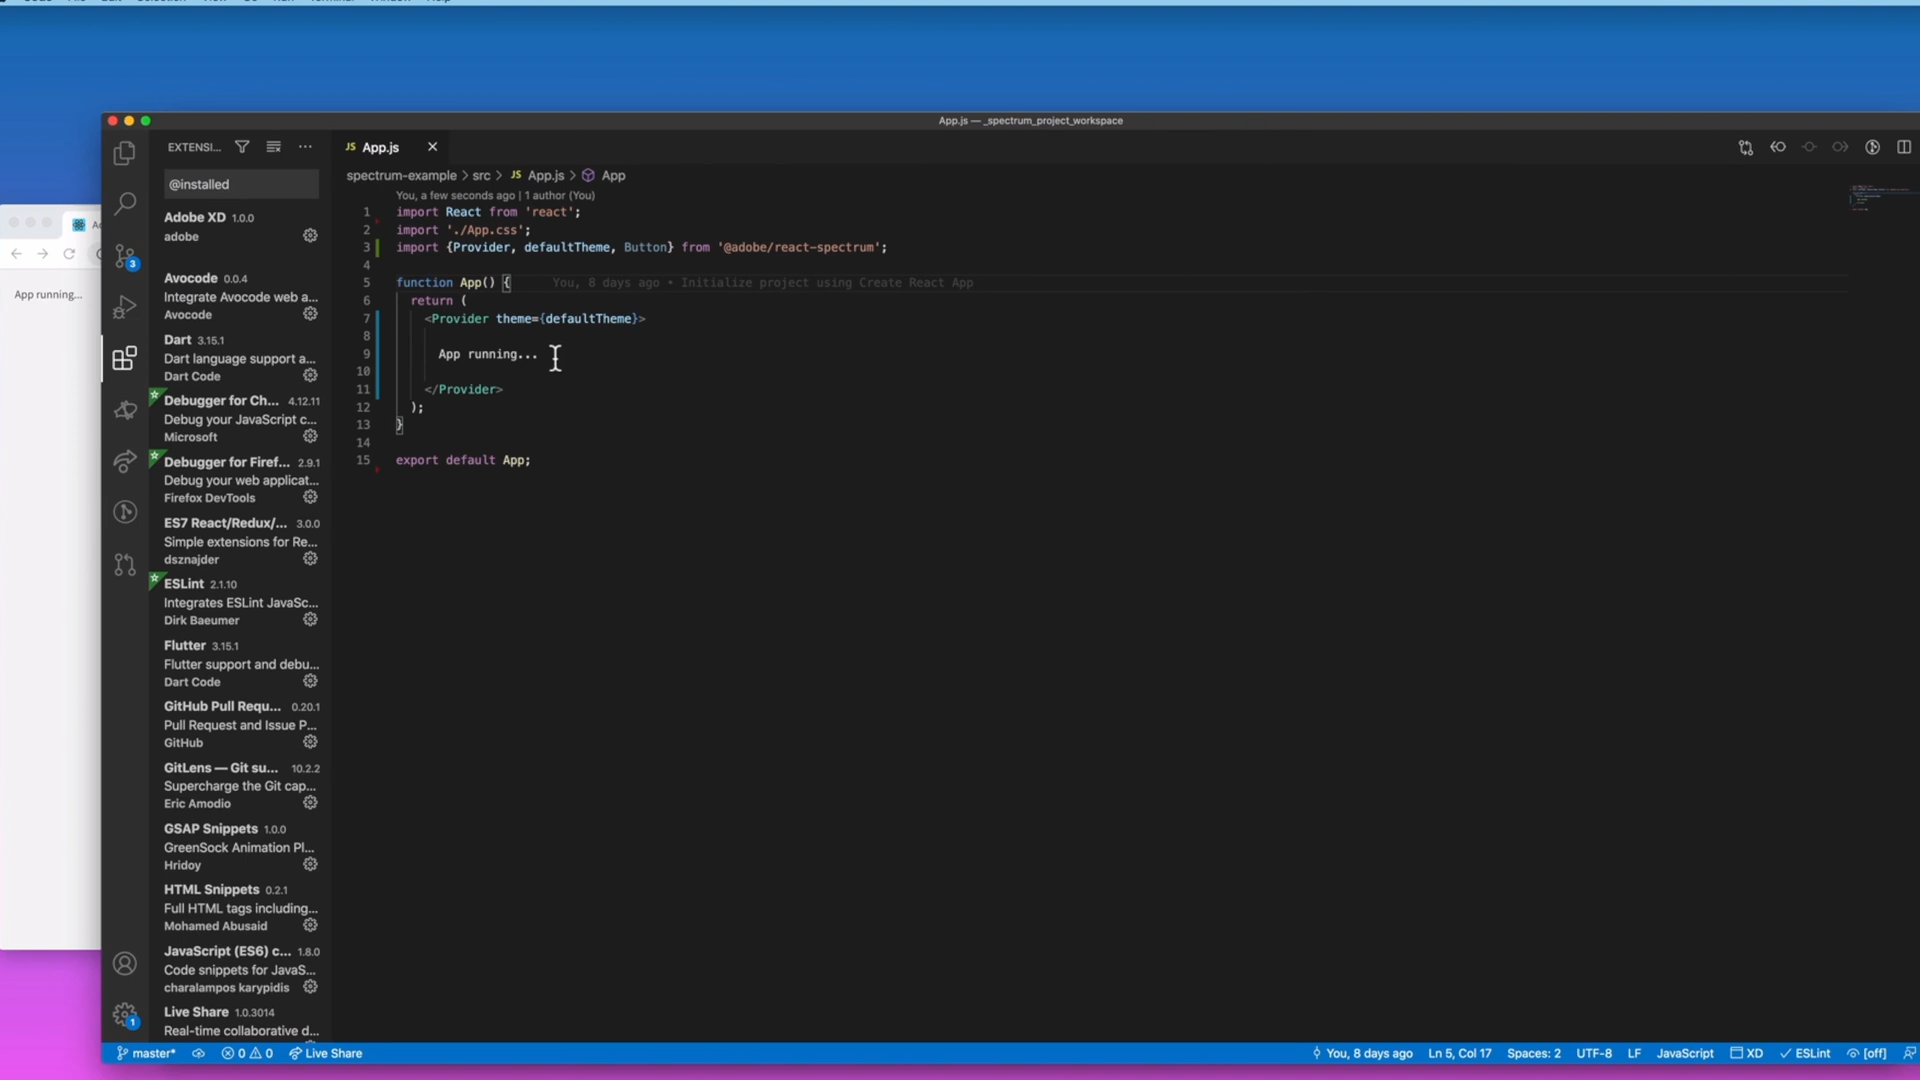 App.js — _spectrum_project_workspace
EXTENSI...
JS App.js
@installed
spectrum-example > src > JS App.js > App
You, a few seconds ago | 1 author (You)
1 import React from 'react';
2 import './App.css';
3 import {Provider, defaultTheme, Button} from '@adobe/react-spectrum';
4
5 function App() { You, 8 days ago • Initialize project using Create React App
6 return (
7 <Provider theme={defaultTheme}>
8
9 App running...
10
11 </Provider>
12 );
13 }
14
15 export default App;
Adobe XD 1.0.0
adobe
Avocode 0.0.4
Integrate Avocode web a...
Avocode
Dart 3.15.1
Dart language support a...
Dart Code
Debugger for Ch... 4.12.11
Debug your JavaScript c...
Microsoft
Debugger for Firef... 2.9.1
Debug your web applicat...
Firefox DevTools
ES7 React/Redux/... 3.0.0
Simple extensions for Re...
dsznajder
ESLint 2.1.10
Integrates ESLint JavaSc...
Dirk Baeumer
Flutter 3.15.1
Flutter support and debu...
Dart Code
GitHub Pull Requ... 0.20.1
Pull Request and Issue P...
GitHub
GitLens — Git su... 10.2.2
Supercharge the Git cap...
Eric Amodio
GSAP Snippets 1.0.0
GreenSock Animation Pl...
Hridoy
HTML Snippets 0.2.1
Full HTML tags including...
Mohamed Abusaid
JavaScript (ES6) c... 1.8.0
Code snippets for JavaS...
charalampos karypidis
Live Share 1.0.3014
Real-time collaborative d...
App running...
3
1
master* 0 0 Live Share You, 8 days ago Ln 5, Col 17 Spaces: 2 UTF-8 LF JavaScript XD ESLint [off]